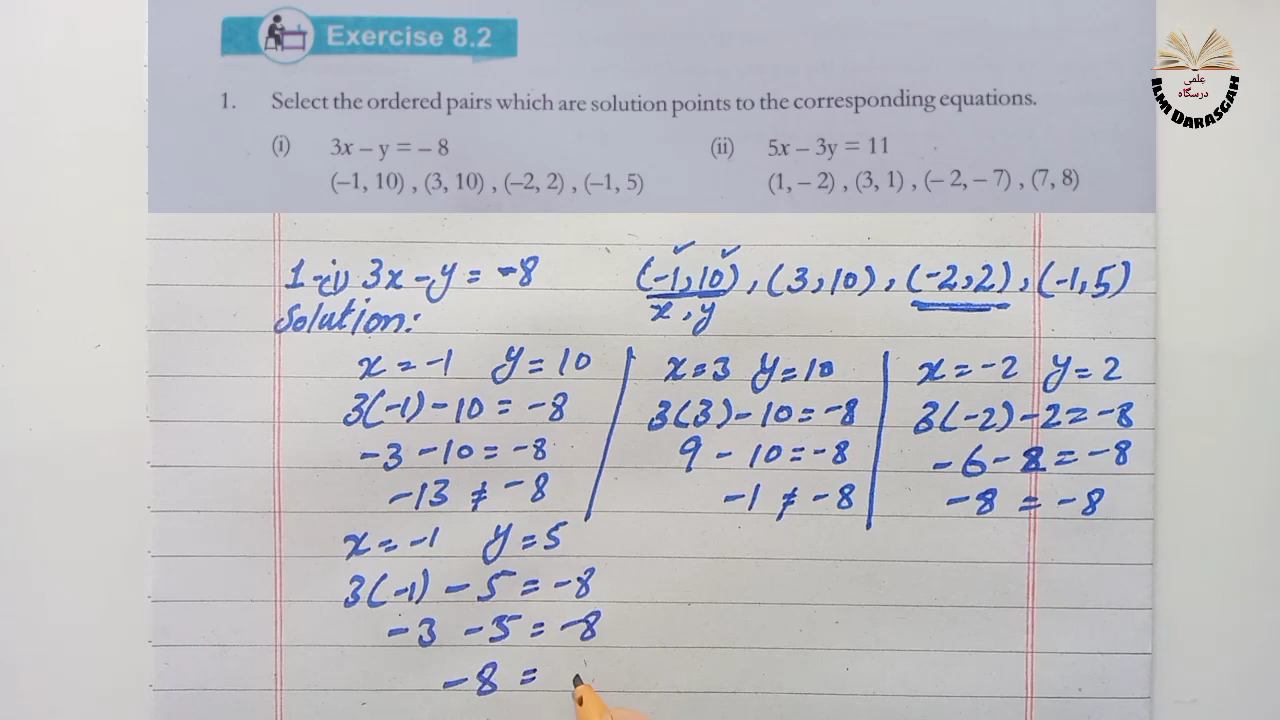 Exercise 8.2
علمی
درسگاہ
ILMI DARASGAH
1. Select the ordered pairs which are solution points to the corresponding equations.
(i) 3x – y = – 8 (ii) 5x – 3y = 11
(–1, 10) , (3, 10) , (–2, 2) , (–1, 5) (1, – 2) , (3, 1) , (– 2, – 7) , (7, 8)
1-(i) 3x - y = -8 (-1,10), (3,10), (-2,2), (-1,5)
x, y
Solution:
x = -1 y = 10 x = 3 y = 10 x = -2 y = 2
3(-1) - 10 = -8 3(3) - 10 = -8 3(-2) - 2 = -8
-3 - 10 = -8 9 - 10 = -8 -6 - 2 = -8
-13 ≠ -8 -1 ≠ -8 -8 = -8
x = -1 y = 5
3(-1) - 5 = -8
-3 - 5 = -8
-8 =